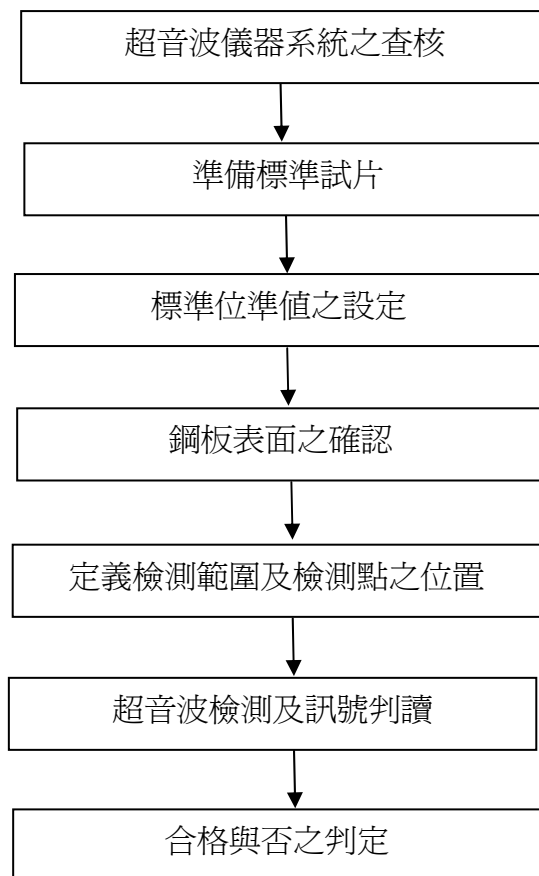 超音波儀器系統之查核
準備標準試片
標準位準值之設定
鋼板表面之確認
定義檢測範圍及檢測點之位置
超音波檢測及訊號判讀
合格與否之判定